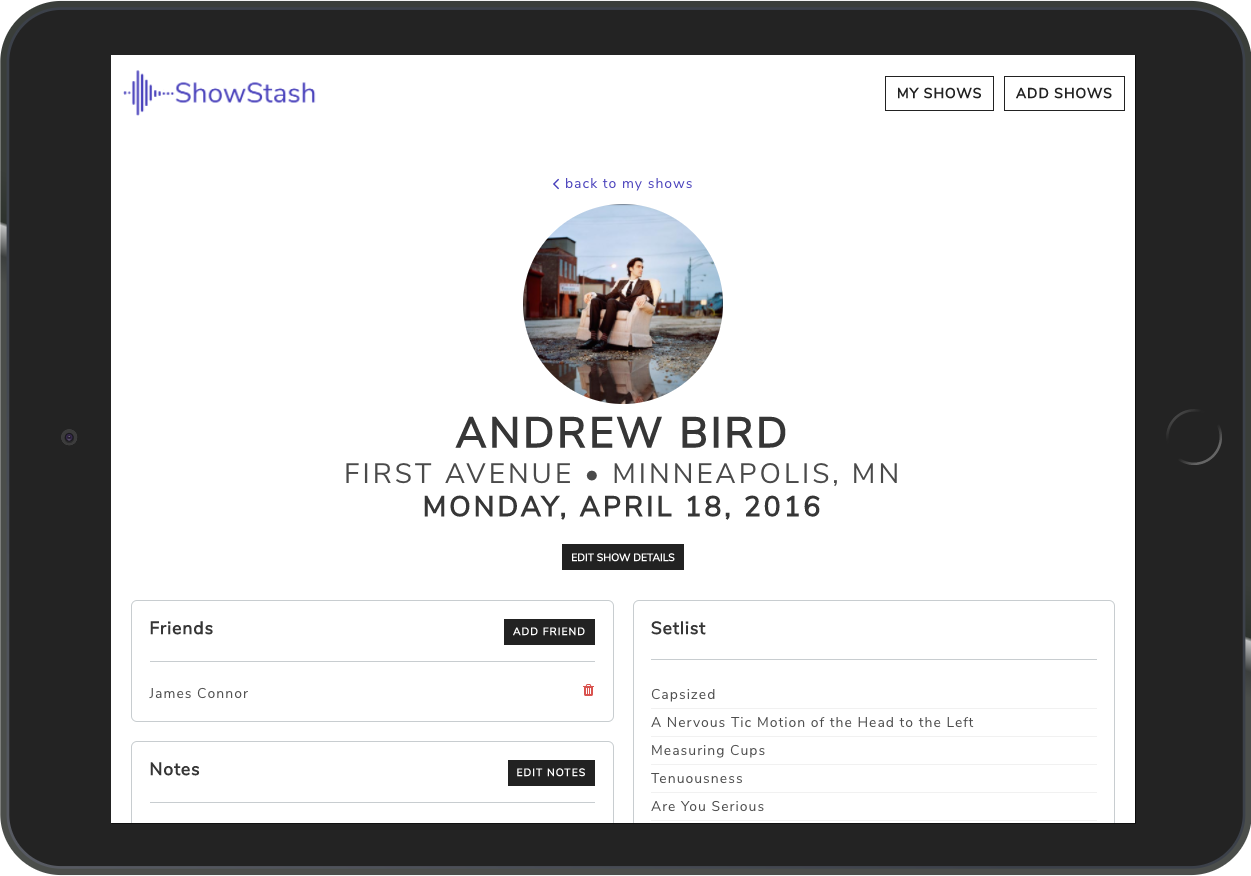 ShowStash
MY SHOWS
ADD SHOWS
back to my shows
ANDREW BIRD
FIRST AVENUE • MINNEAPOLIS, MN
MONDAY, APRIL 18, 2016
EDIT SHOW DETAILS
Friends
ADD FRIEND
James Connor
Notes
EDIT NOTES
Setlist
Capsized
A Nervous Tic Motion of the Head to the Left
Measuring Cups
Tenuousness
Are You Serious